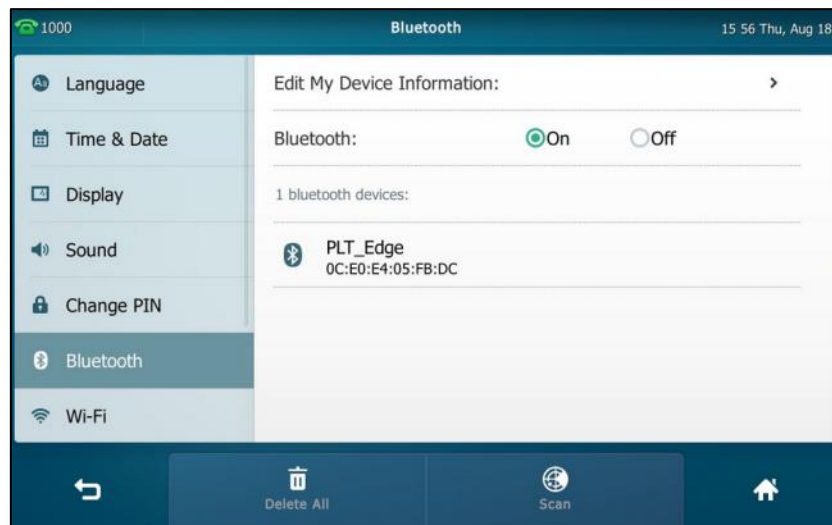 1000 Bluetooth 15 56 Thu, Aug 18
Language
Time & Date
Display
Sound
Change PIN
Bluetooth
Wi-Fi
Edit My Device Information:
Bluetooth: On Off
1 bluetooth devices:
PLT_Edge
0C:E0:E4:05:FB:DC
Delete All
Scan